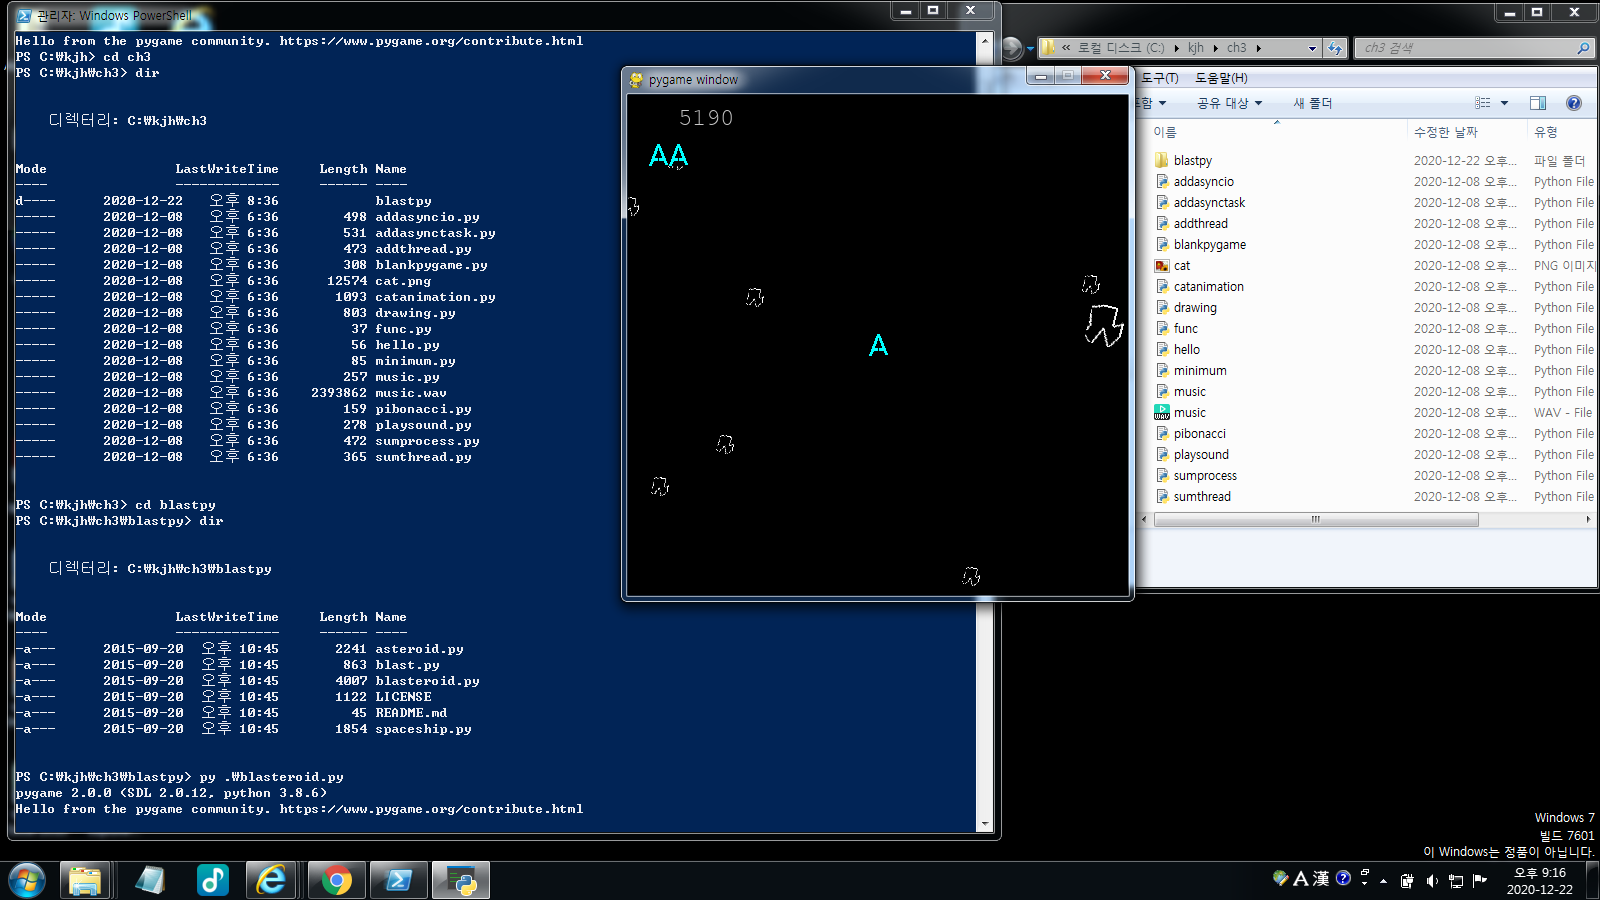 관리자: Windows PowerShell
Hello from the pygame community. https://www.pygame.org/contribute.html
PS C:\kjh> cd ch3
PS C:\kjh\ch3> dir
디렉터리: C:\kjh\ch3
Mode LastWriteTime Length Name
---- ------------- ------ ----
d---- 2020-12-22 오후 8:36 blastpy
----- 2020-12-08 오후 6:36 498 addasyncio.py
----- 2020-12-08 오후 6:36 531 addasynctask.py
----- 2020-12-08 오후 6:36 473 addthread.py
----- 2020-12-08 오후 6:36 308 blankpygame.py
----- 2020-12-08 오후 6:36 12574 cat.png
----- 2020-12-08 오후 6:36 1093 catanimation.py
----- 2020-12-08 오후 6:36 803 drawing.py
----- 2020-12-08 오후 6:36 37 func.py
----- 2020-12-08 오후 6:36 56 hello.py
----- 2020-12-08 오후 6:36 85 minimum.py
----- 2020-12-08 오후 6:36 257 music.py
----- 2020-12-08 오후 6:36 2393862 music.wav
----- 2020-12-08 오후 6:36 159 pibonacci.py
----- 2020-12-08 오후 6:36 278 playsound.py
----- 2020-12-08 오후 6:36 472 sumprocess.py
----- 2020-12-08 오후 6:36 365 sumthread.py
PS C:\kjh\ch3> cd blastpy
PS C:\kjh\ch3\blastpy> dir
디렉터리: C:\kjh\ch3\blastpy
Mode LastWriteTime Length Name
---- ------------- ------ ----
-a--- 2015-09-20 오후 10:45 2241 asteroid.py
-a--- 2015-09-20 오후 10:45 863 blast.py
-a--- 2015-09-20 오후 10:45 4007 blasteroid.py
-a--- 2015-09-20 오후 10:45 1122 LICENSE
-a--- 2015-09-20 오후 10:45 45 README.md
-a--- 2015-09-20 오후 10:45 1854 spaceship.py
PS C:\kjh\ch3\blastpy> py .\blasteroid.py
pygame 2.0.0 (SDL 2.0.12, python 3.8.6)
Hello from the pygame community. https://www.pygame.org/contribute.html
pygame window
5190
AA
A
« 로컬 디스크 (C:) ▸ kjh ▸ ch3 ▸
ch3 검색
도구(T) 도움말(H)
함 공유 대상 새 폴더
이름 수정한 날짜 유형
blastpy 2020-12-22 오후... 파일 폴더
addasyncio 2020-12-08 오후... Python File
addasynctask 2020-12-08 오후... Python File
addthread 2020-12-08 오후... Python File
blankpygame 2020-12-08 오후... Python File
cat 2020-12-08 오후... PNG 이미지
catanimation 2020-12-08 오후... Python File
drawing 2020-12-08 오후... Python File
func 2020-12-08 오후... Python File
hello 2020-12-08 오후... Python File
minimum 2020-12-08 오후... Python File
music 2020-12-08 오후... Python File
music 2020-12-08 오후... WAV - File
pibonacci 2020-12-08 오후... Python File
playsound 2020-12-08 오후... Python File
sumprocess 2020-12-08 오후... Python File
sumthread 2020-12-08 오후... Python File
Windows 7
빌드 7601
이 Windows는 정품이 아닙니다.
A 漢
오후 9:16
2020-12-22